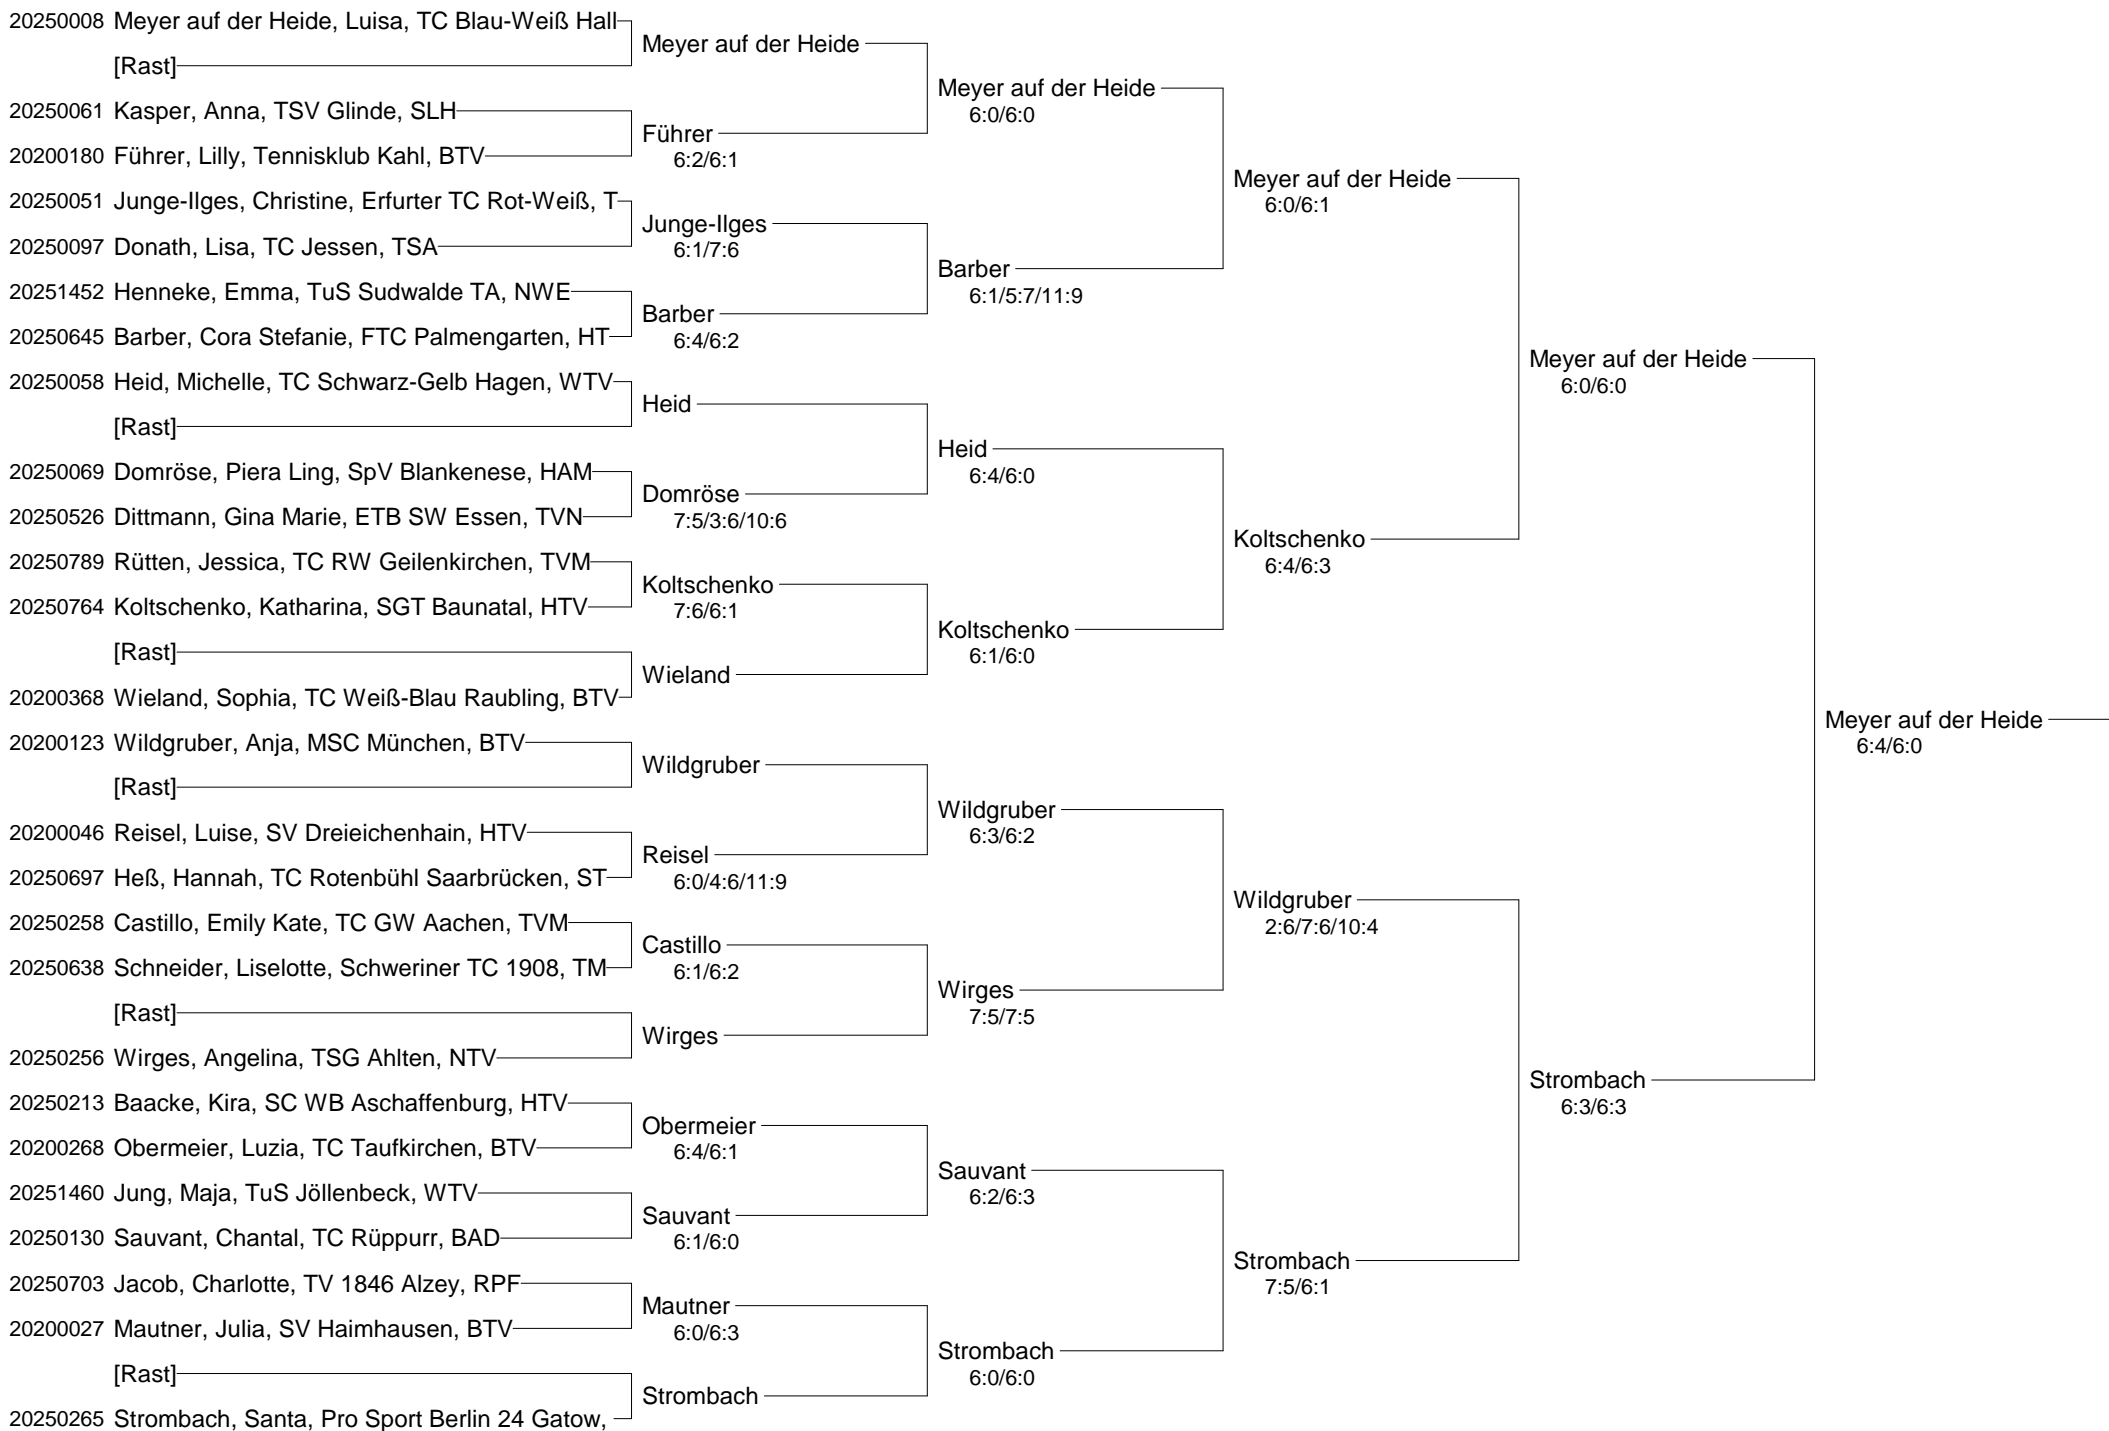 20250008 Meyer auf der Heide, Luisa, TC Blau-Weiß Hall
[Rast]
20250061 Kasper, Anna, TSV Glinde, SLH
20200180 Führer, Lilly, Tennisklub Kahl, BTV
20250051 Junge-Ilges, Christine, Erfurter TC Rot-Weiß, T
20250097 Donath, Lisa, TC Jessen, TSA
20251452 Henneke, Emma, TuS Sudwalde TA, NWE
20250645 Barber, Cora Stefanie, FTC Palmengarten, HT
20250058 Heid, Michelle, TC Schwarz-Gelb Hagen, WTV
[Rast]
20250069 Domröse, Piera Ling, SpV Blankenese, HAM
20250526 Dittmann, Gina Marie, ETB SW Essen, TVN
20250789 Rütten, Jessica, TC RW Geilenkirchen, TVM
20250764 Koltschenko, Katharina, SGT Baunatal, HTV
[Rast]
20200368 Wieland, Sophia, TC Weiß-Blau Raubling, BTV
20200123 Wildgruber, Anja, MSC München, BTV
[Rast]
20200046 Reisel, Luise, SV Dreieichenhain, HTV
20250697 Heß, Hannah, TC Rotenbühl Saarbrücken, ST
20250258 Castillo, Emily Kate, TC GW Aachen, TVM
20250638 Schneider, Liselotte, Schweriner TC 1908, TM
[Rast]
20250256 Wirges, Angelina, TSG Ahlten, NTV
20250213 Baacke, Kira, SC WB Aschaffenburg, HTV
20200268 Obermeier, Luzia, TC Taufkirchen, BTV
20251460 Jung, Maja, TuS Jöllenbeck, WTV
20250130 Sauvant, Chantal, TC Rüppurr, BAD
20250703 Jacob, Charlotte, TV 1846 Alzey, RPF
20200027 Mautner, Julia, SV Haimhausen, BTV
[Rast]
20250265 Strombach, Santa, Pro Sport Berlin 24 Gatow,
Meyer auf der Heide
Führer
6:2/6:1
Junge-Ilges
6:1/7:6
Barber
6:4/6:2
Heid
Domröse
7:5/3:6/10:6
Koltschenko
7:6/6:1
Wieland
Wildgruber
Reisel
6:0/4:6/11:9
Castillo
6:1/6:2
Wirges
Obermeier
6:4/6:1
Sauvant
6:1/6:0
Mautner
6:0/6:3
Strombach
Meyer auf der Heide
6:0/6:0
Barber
6:1/5:7/11:9
Heid
6:4/6:0
Koltschenko
6:1/6:0
Wildgruber
6:3/6:2
Wirges
7:5/7:5
Sauvant
6:2/6:3
Strombach
6:0/6:0
Meyer auf der Heide
6:0/6:1
Koltschenko
6:4/6:3
Wildgruber
2:6/7:6/10:4
Strombach
7:5/6:1
Meyer auf der Heide
6:0/6:0
Strombach
6:3/6:3
Meyer auf der Heide
6:4/6:0